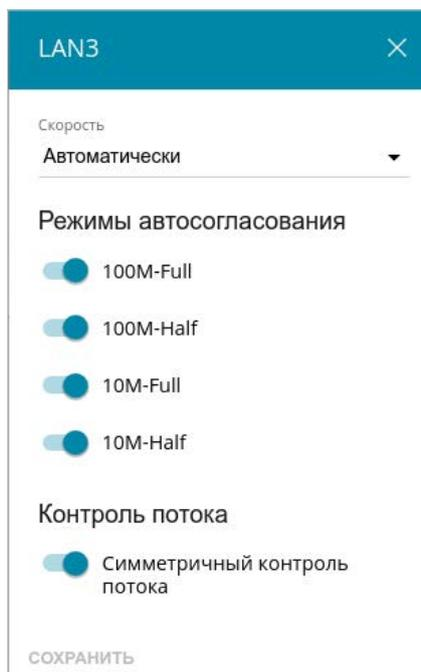 LAN3
Скорость
Автоматически
Режимы автосогласования
100M-Full
100M-Half
10M-Full
10M-Half
Контроль потока
Симметричный контроль
потока
СОХРАНИТЬ